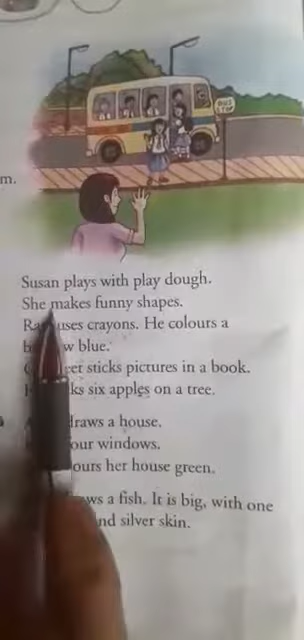 BUS STOP
m.
Susan plays with play dough.
She makes funny shapes.
uses crayons. He colours a
w blue.
sticks pictures in a book.
ks six apples on a tree.
draws a house.
our windows.
ours her house green.
ws a fish. It is big, with one
nd silver skin.